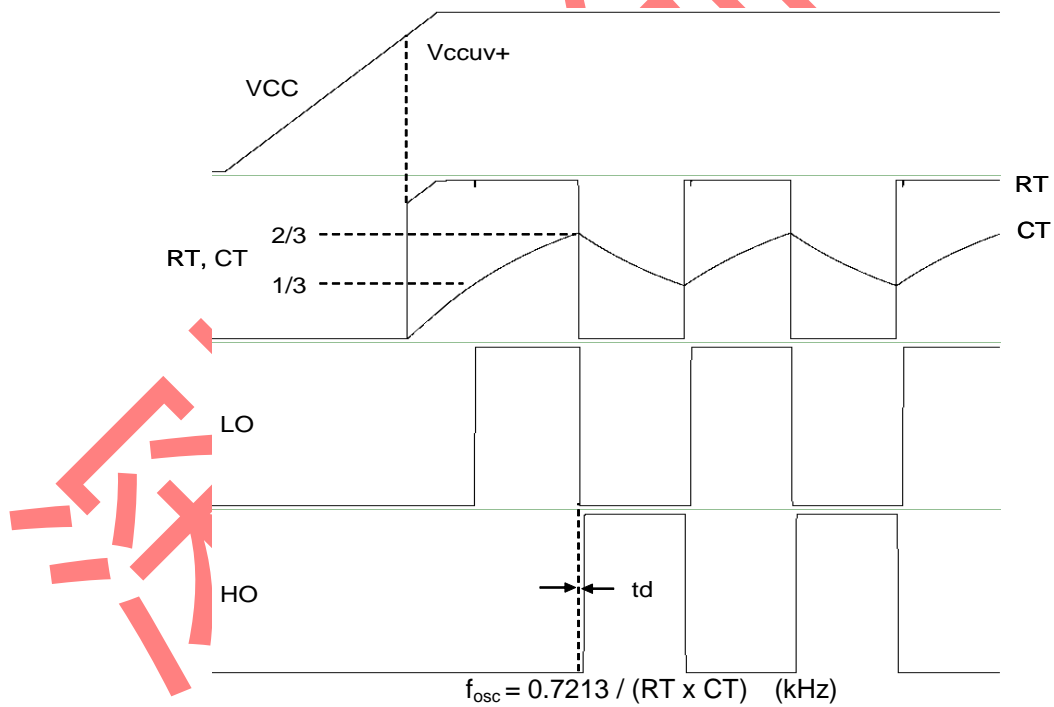 Vccuv+
VCC
RT
2/3
CT
RT, CT
1/3
LO
HO
td
fosc = 0.7213 / (RT x CT) (kHz)